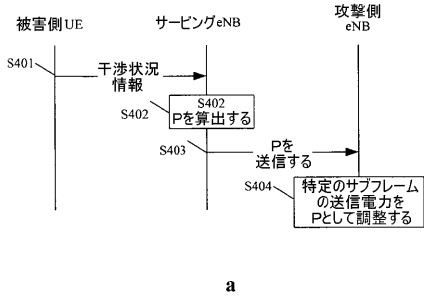 被害側UE
サービングeNB
攻撃側
eNB
S401
干渉状況
情報
S402
S402
Pを算出する
S403
Pを
送信する
S404
特定のサブフレーム
の送信電力を
Pとして調整する
a